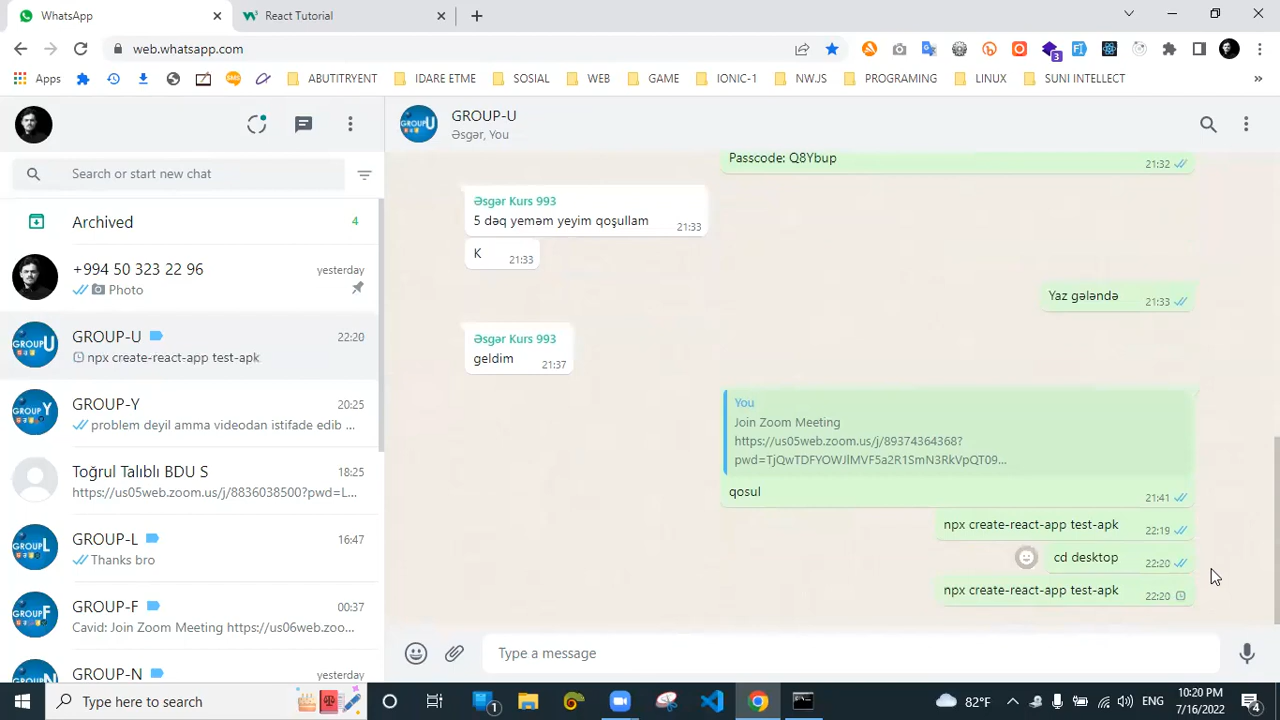 WhatsApp
React Tutorial
web.whatsapp.com
Apps
ABUTITRYENT
IDARE ETME
SOSIAL
WEB
GAME
IONIC-1
NW.JS
PROGRAMING
LINUX
SUNI INTELLECT
»
3
GROUP-U
Əsgər, You
Search or start new chat
Archived
4
+994 50 323 22 96
yesterday
Photo
GROUP-U
22:20
npx create-react-app test-apk
GROUP-Y
20:25
problem deyil amma videodan istifade edib ...
Toğrul Talıblı BDU S
18:25
https://us05web.zoom.us/j/8836038500?pwd=L...
GROUP-L
16:47
Thanks bro
GROUP-F
00:37
Cavid: Join Zoom Meeting https://us06web.zoo...
GROUP-N
yesterday
Passcode: Q8Ybup
21:32
Əsgər Kurs 993
5 dəq yeməm yeyim qoşullam
21:33
K
21:33
Yaz gələndə
21:33
Əsgər Kurs 993
geldim
21:37
You
Join Zoom Meeting
https://us05web.zoom.us/j/89374364368?
pwd=TjQwTDFYOWJlMVF5a2R1SmN3RkVpQT09...
qosul
21:41
npx create-react-app test-apk
22:19
cd desktop
22:20
npx create-react-app test-apk
22:20
Type a message
Type here to search
1
82°F
ENG
10:20 PM
7/16/2022
4